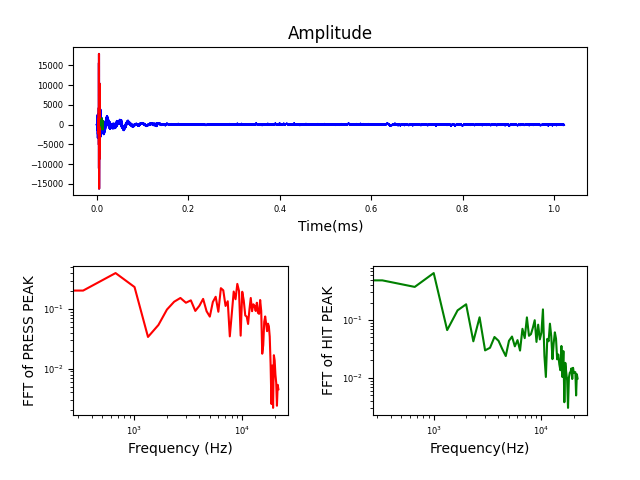 Amplitude
15000
10000
5000
0
−5000
−10000
−15000
0.0 0.2 0.4 0.6 0.8 1.0
Time(ms)
FFT of PRESS PEAK
10⁻¹
10⁻²
10³ 10⁴
Frequency (Hz)
FFT of HIT PEAK
10⁻¹
10⁻²
10³ 10⁴
Frequency(Hz)